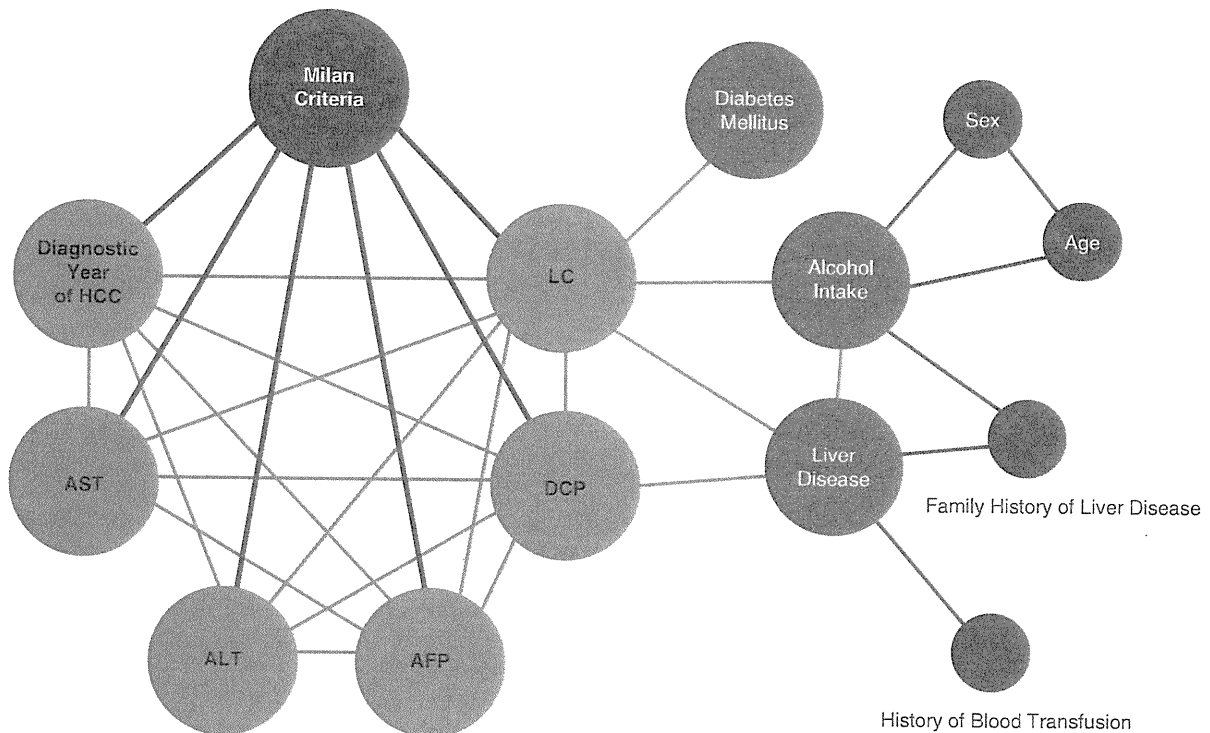 Milan
Criteria
Diabetes
Mellitus
Sex
Age
Diagnostic
Year
of HCC
LC
Alcohol
Intake
AST
DCP
Liver
Disease
Family History of Liver Disease
ALT
AFP
History of Blood Transfusion